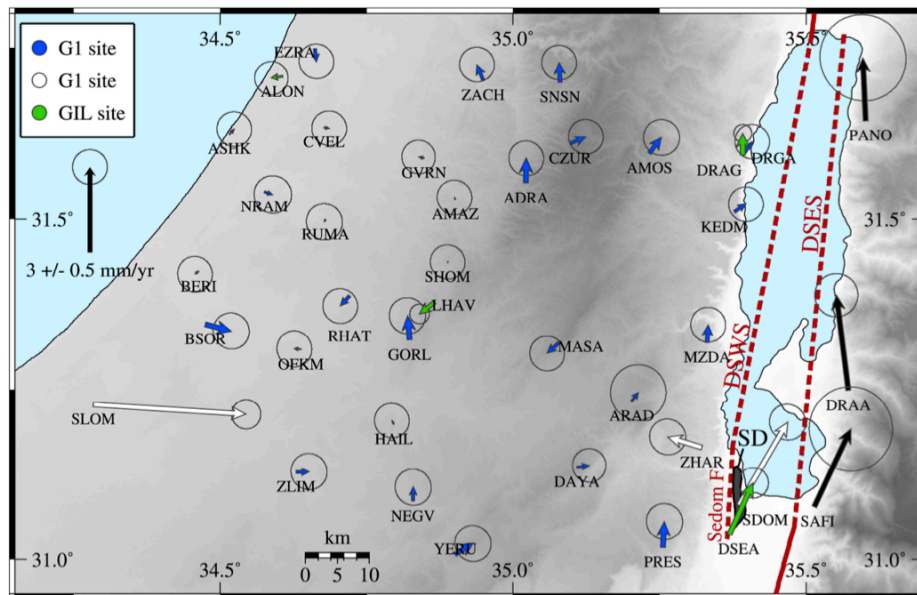 34.5° 35.0° 35.5°
G1 site
G1 site
GIL site
EZRA
ALON
ZACH
SNSN
PANO
ASHK
CVEL
GVRN
CZUR
AMOS
DRAG
DRGA
NRAM
AMAZ
ADRA
KEDM
31.5° 31.5°
RUMA
DSES
3 +/- 0.5 mm/yr
BERI
SHOM
LHAV
BSOR
RHAT
GORL
MASA
MZDA
DSWS
OFKM
DRAA
ARAD
SLOM
HAIL
SD
ZHAR
ZLIM
DAYA
Sedom F
NEGV
SDOM
SAFI
YERU
km
0 5 10
PRES
DSEA
31.0° 31.0°
34.5° 35.0° 35.5°